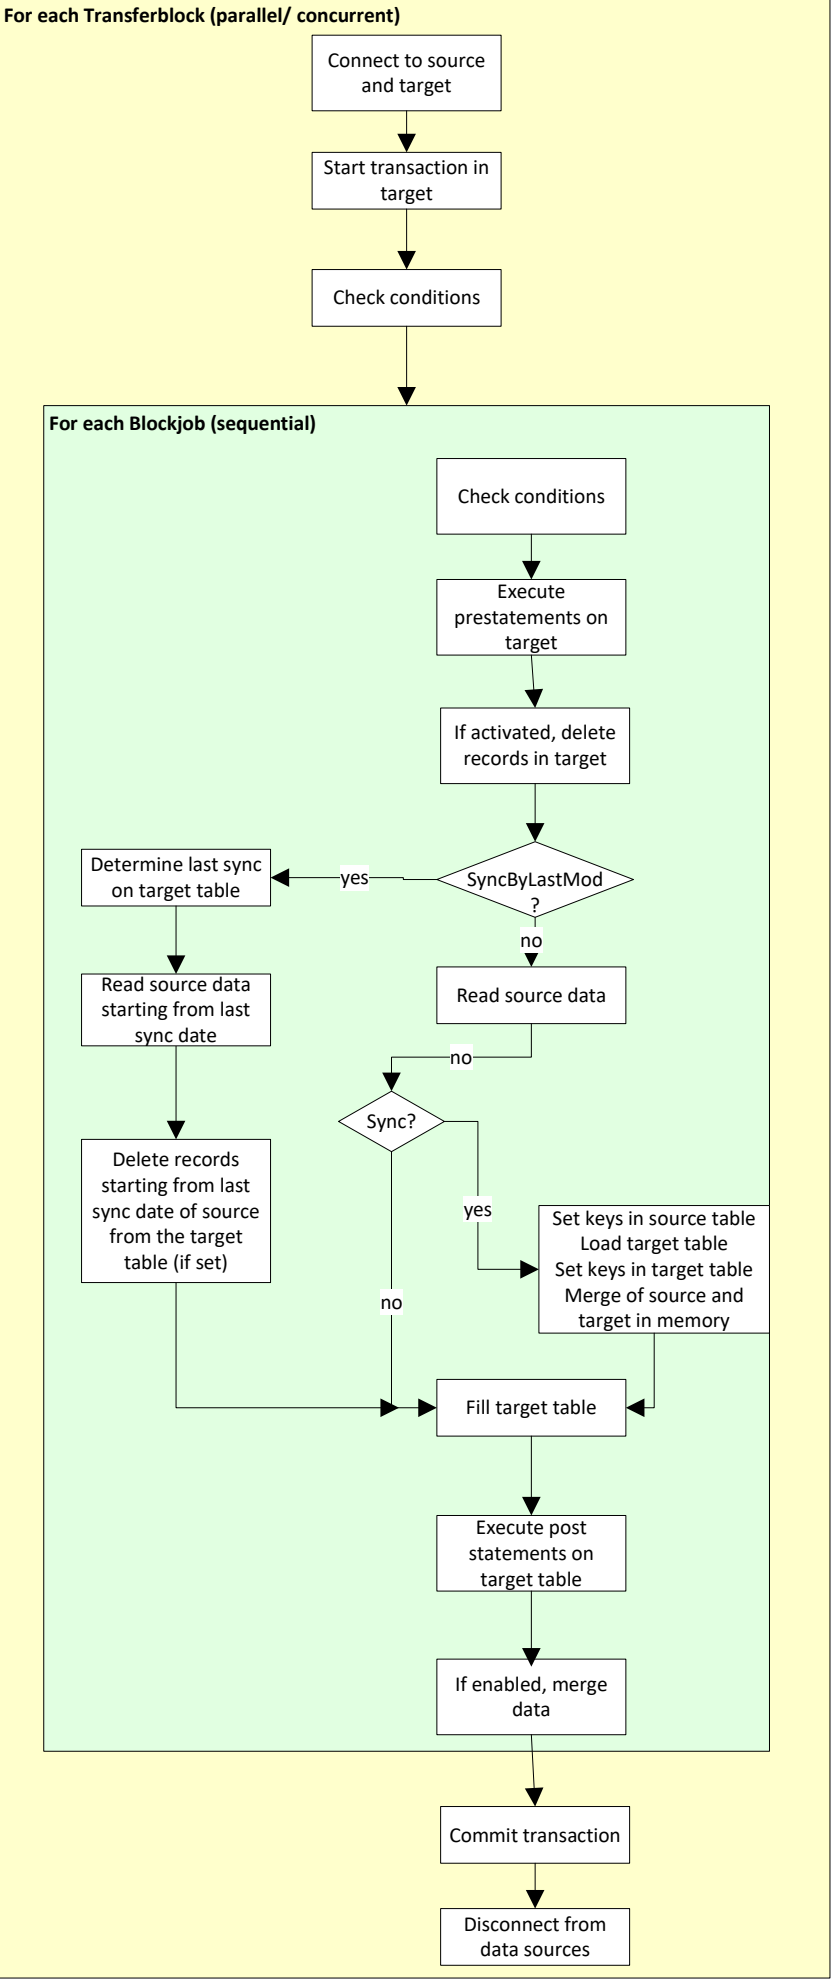 For each Transferblock (parallel/ concurrent)
Connect to source
and target
Start transaction in
target
Check conditions
For each Blockjob (sequential)
Check conditions
Execute
prestatements on
target
If activated, delete
records in target
SyncByLastMod
?
yes
Determine last sync
on target table
no
Read source data
starting from last
sync date
Read source data
no
Sync?
Delete records
starting from last
sync date of source
from the target
table (if set)
yes
Set keys in source table
Load target table
Set keys in target table
Merge of source and
target in memory
no
Fill target table
Execute post
statements on
target table
If enabled, merge
data
Commit transaction
Disconnect from
data sources